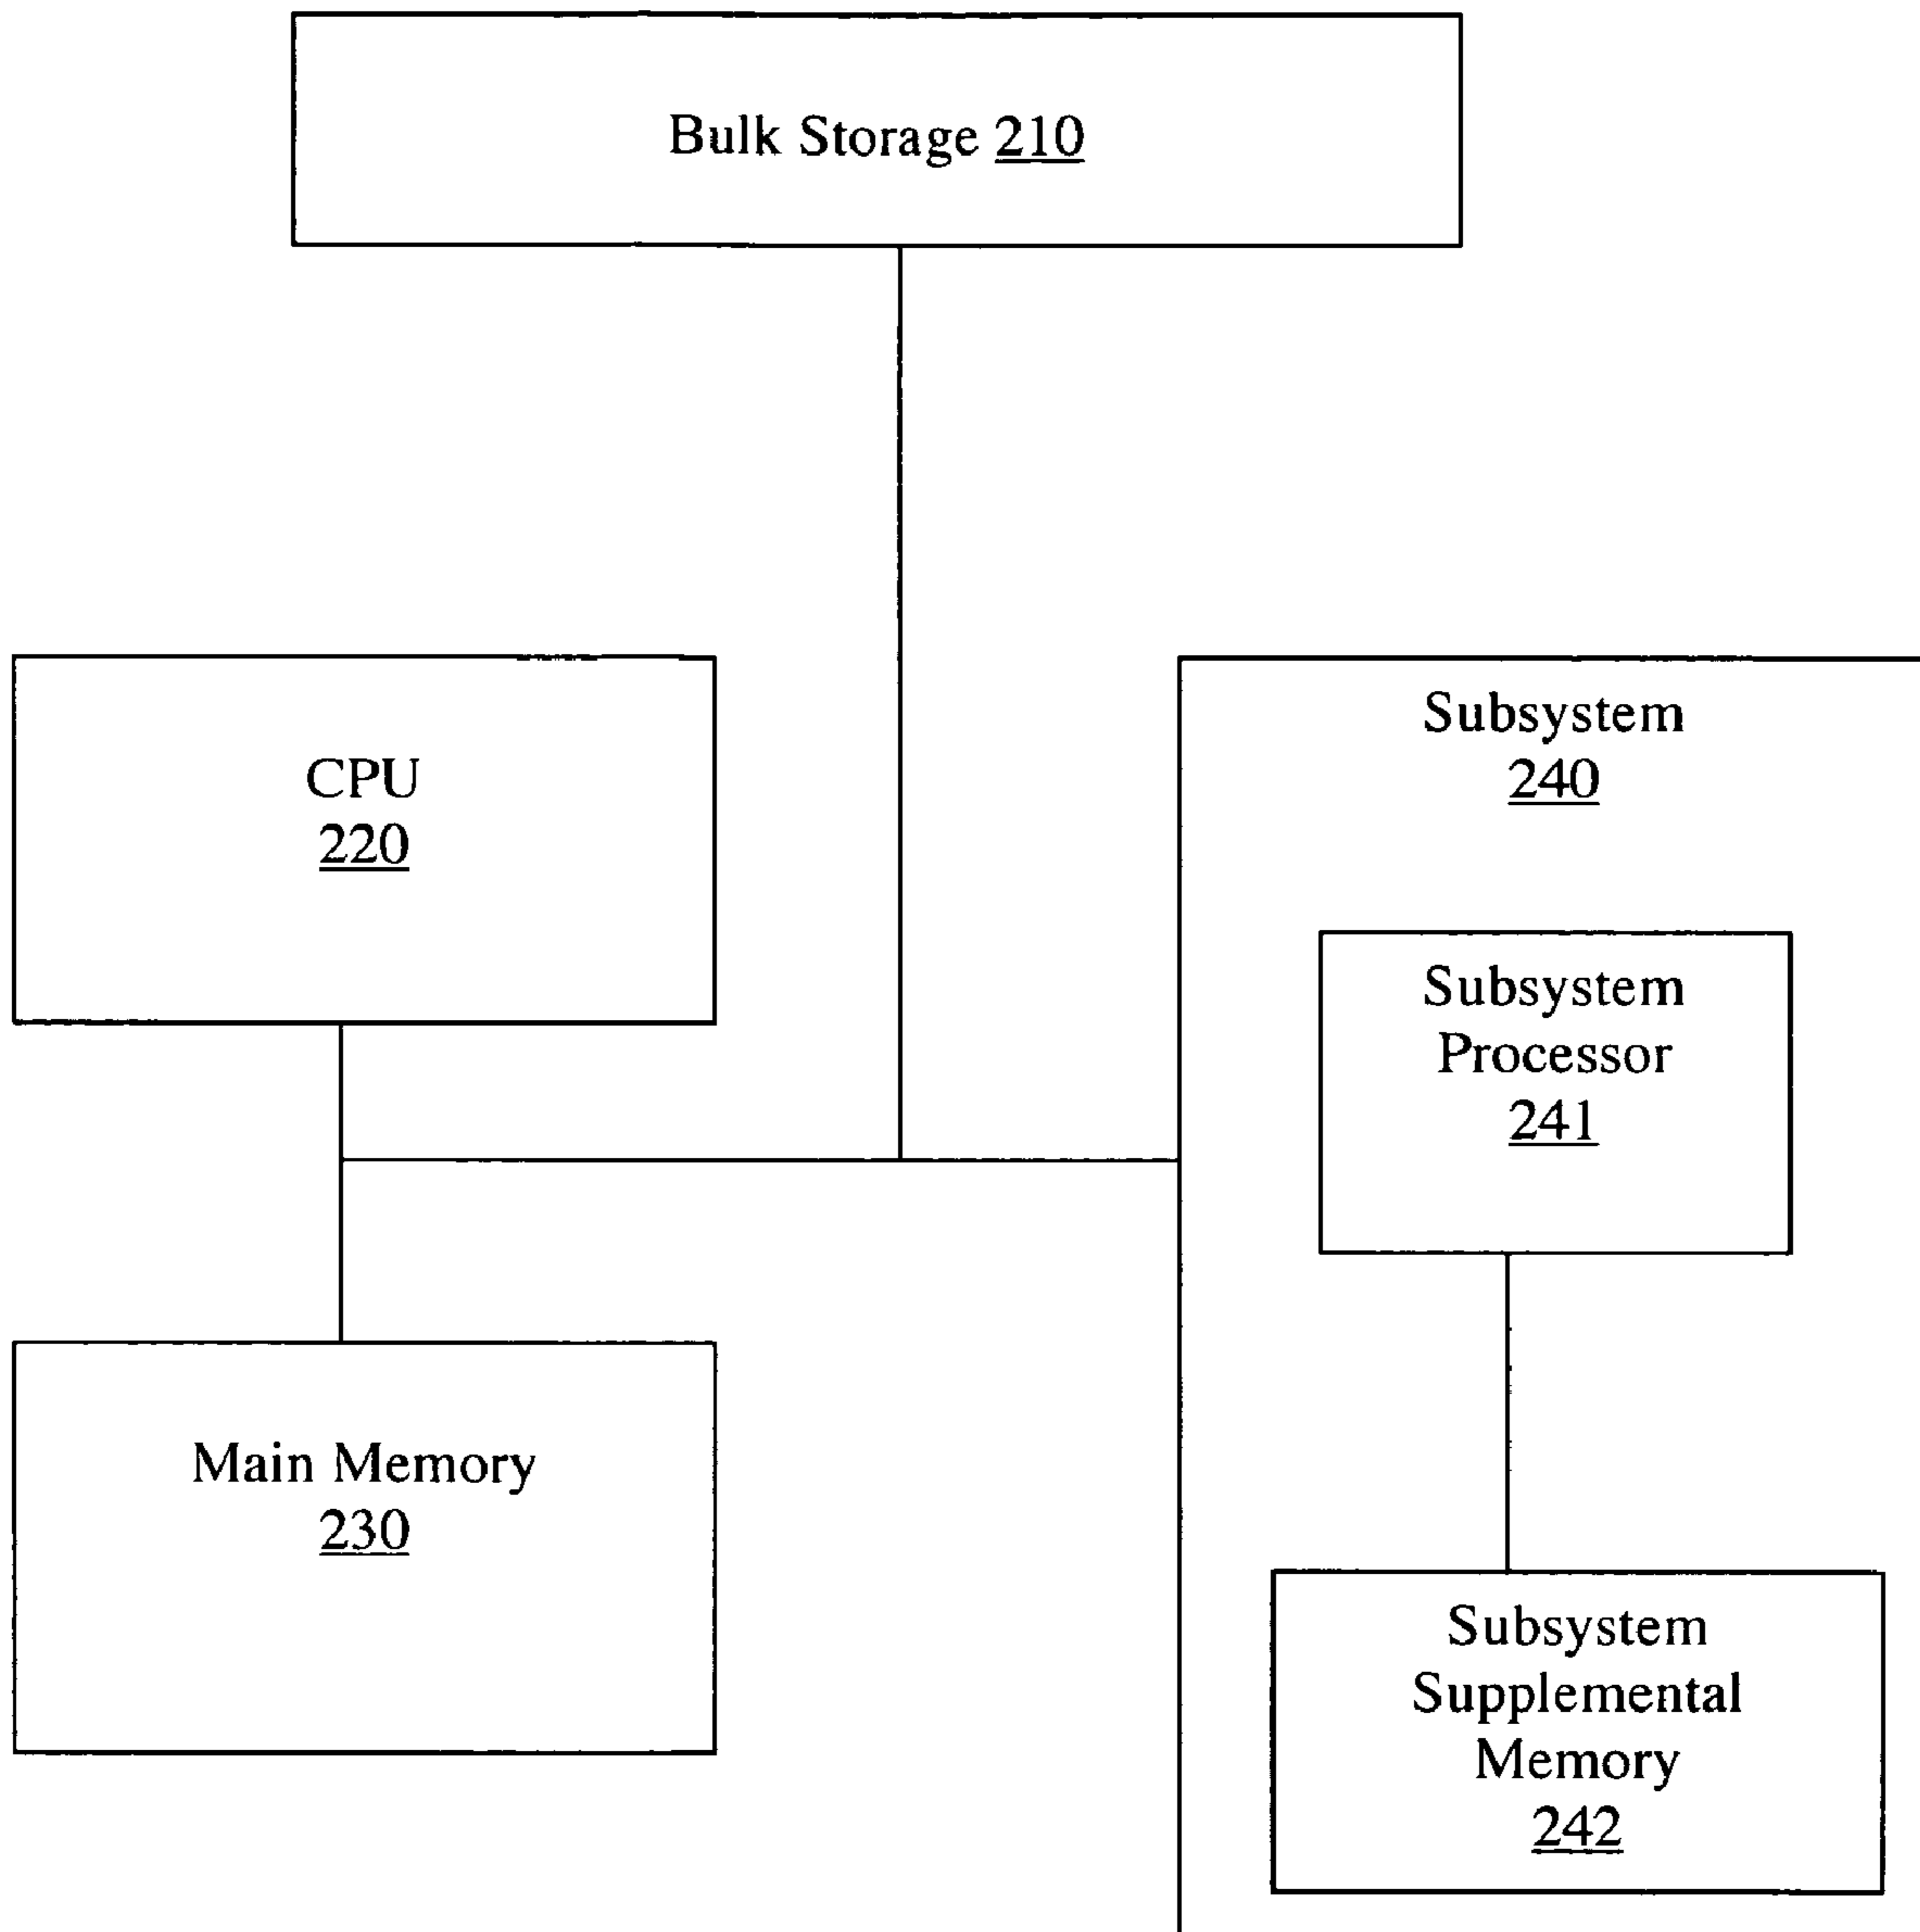 Bulk Storage 210
CPU
220
Subsystem
240
Subsystem
Processor
241
Main Memory
230
Subsystem
Supplemental
Memory
242